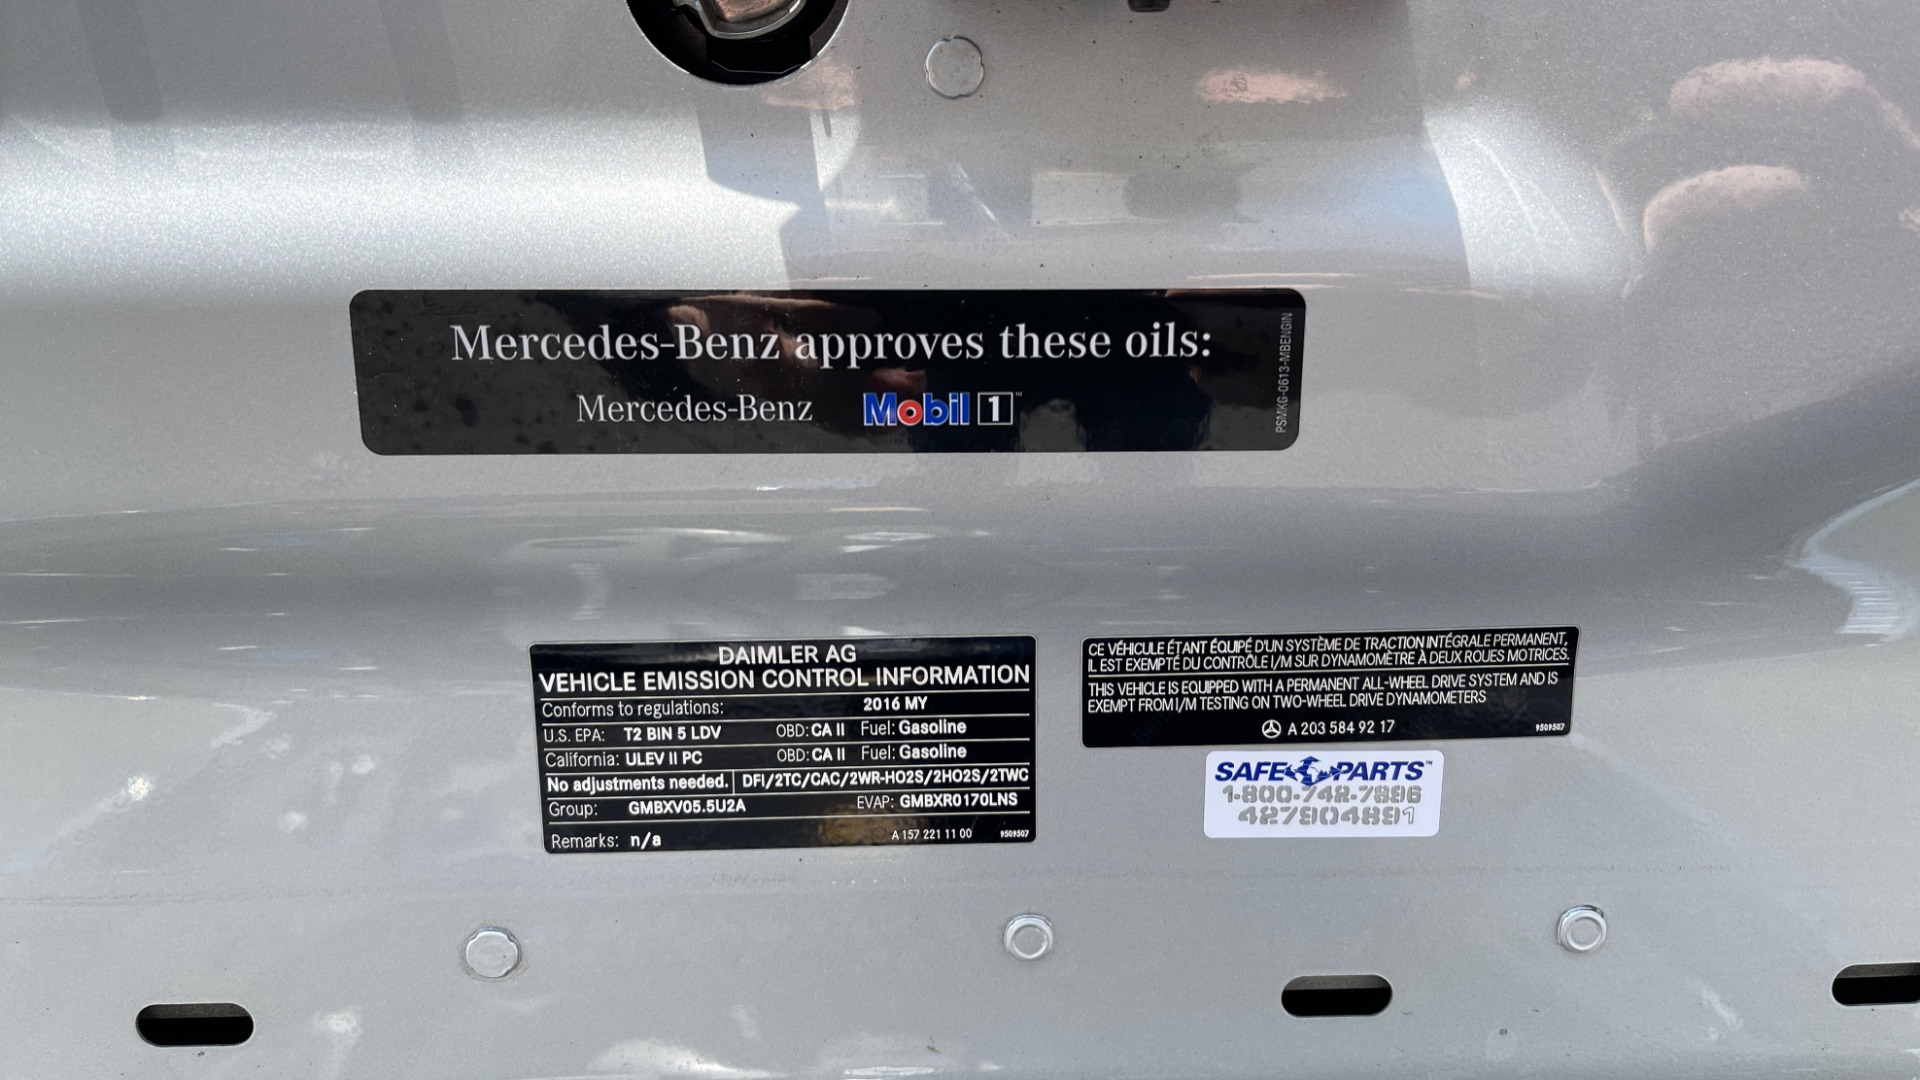 Mercedes-Benz approves these oils:
Mercedes-Benz Mobil 1™
PSMKG-0613-MBENGIN
DAIMLER AG
VEHICLE EMISSION CONTROL INFORMATION
Conforms to regulations: 2016 MY
U.S. EPA: T2 BIN 5 LDV OBD: CA II Fuel: Gasoline
California: ULEV II PC OBD: CA II Fuel: Gasoline
No adjustments needed. DFI/2TC/CAC/2WR-HO2S/2HO2S/2TWC
Group: GMBXV05.5U2A EVAP: GMBXR0170LNS
Remarks: n/a A 157 221 11 00 9509507
CE VÉHICULE ÉTANT ÉQUIPÉ D'UN SYSTÈME DE TRACTION INTÉGRALE PERMANENT,
IL EST EXEMPTÉ DU CONTRÔLE I/M SUR DYNAMOMÈTRE À DEUX ROUES MOTRICES.
THIS VEHICLE IS EQUIPPED WITH A PERMANENT ALL-WHEEL DRIVE SYSTEM AND IS
EXEMPT FROM I/M TESTING ON TWO-WHEEL DRIVE DYNAMOMETERS
A 203 584 92 17 9509507
SAFE PARTS™
1-800-742-7896
427904891